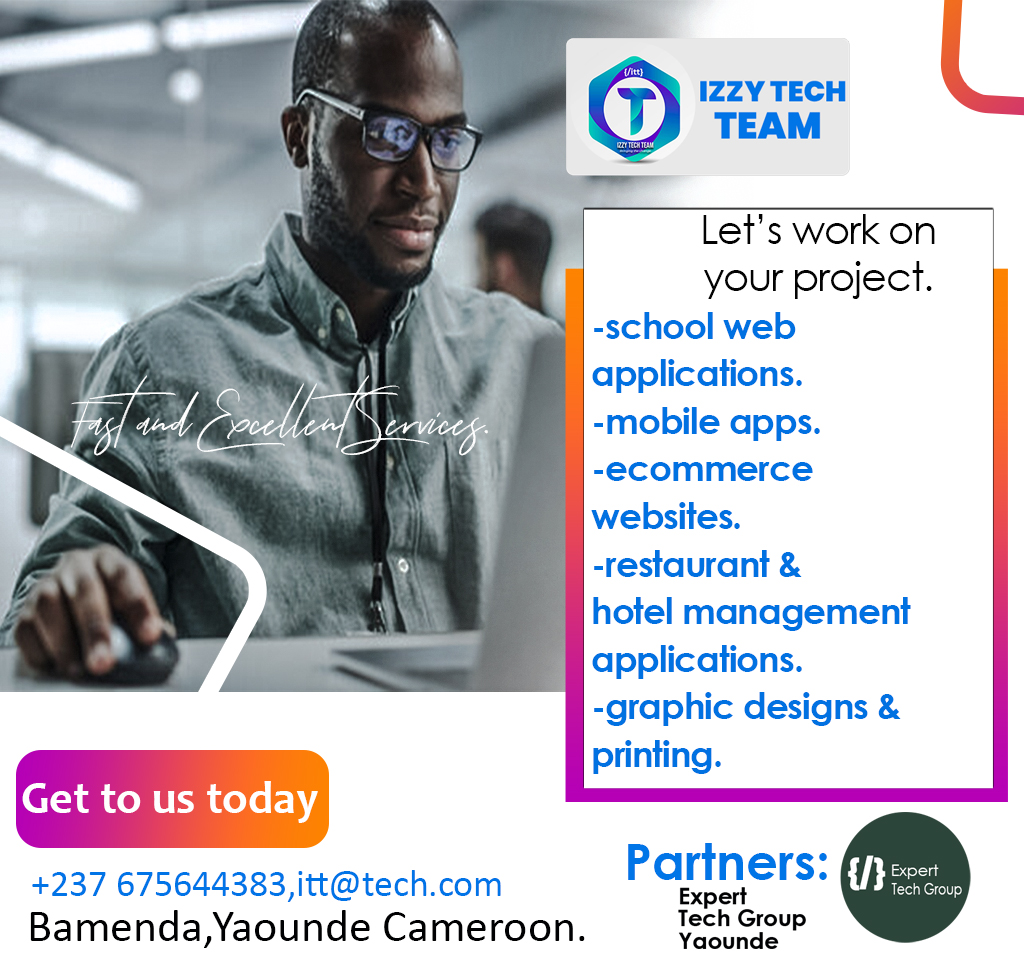 {/itt}
T
IZZY TECH TEAM
IZZY TECH
TEAM
Let’s work on
your project.
-school web
applications.
-mobile apps.
-ecommerce
websites.
-restaurant &
hotel management
applications.
-graphic designs &
printing.
Fast and Excellent Services.
Get to us today
+237 675644383,itt@tech.com
Bamenda,Yaounde Cameroon.
Partners:
Expert
Tech Group
Yaounde
{/}
Expert
Tech Group